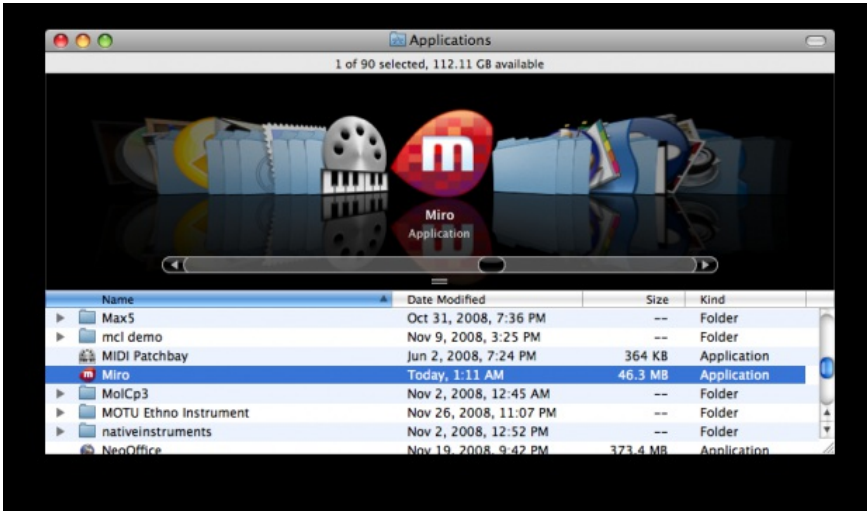 Applications
1 of 90 selected, 112.11 GB available
m
Miro
Application
Name Date Modified Size Kind
Max5 Oct 31, 2008, 7:36 PM -- Folder
mcl demo Nov 9, 2008, 3:25 PM -- Folder
MIDI Patchbay Jun 2, 2008, 7:24 PM 364 KB Application
m Miro Today, 1:11 AM 46.3 MB Application
MolCp3 Nov 2, 2008, 12:45 AM -- Folder
MOTU Ethno Instrument Nov 26, 2008, 11:07 PM -- Folder
nativeinstruments Nov 2, 2008, 12:52 PM -- Folder
NeoOffice Nov 19, 2008, 9:42 PM 373.4 MB Application